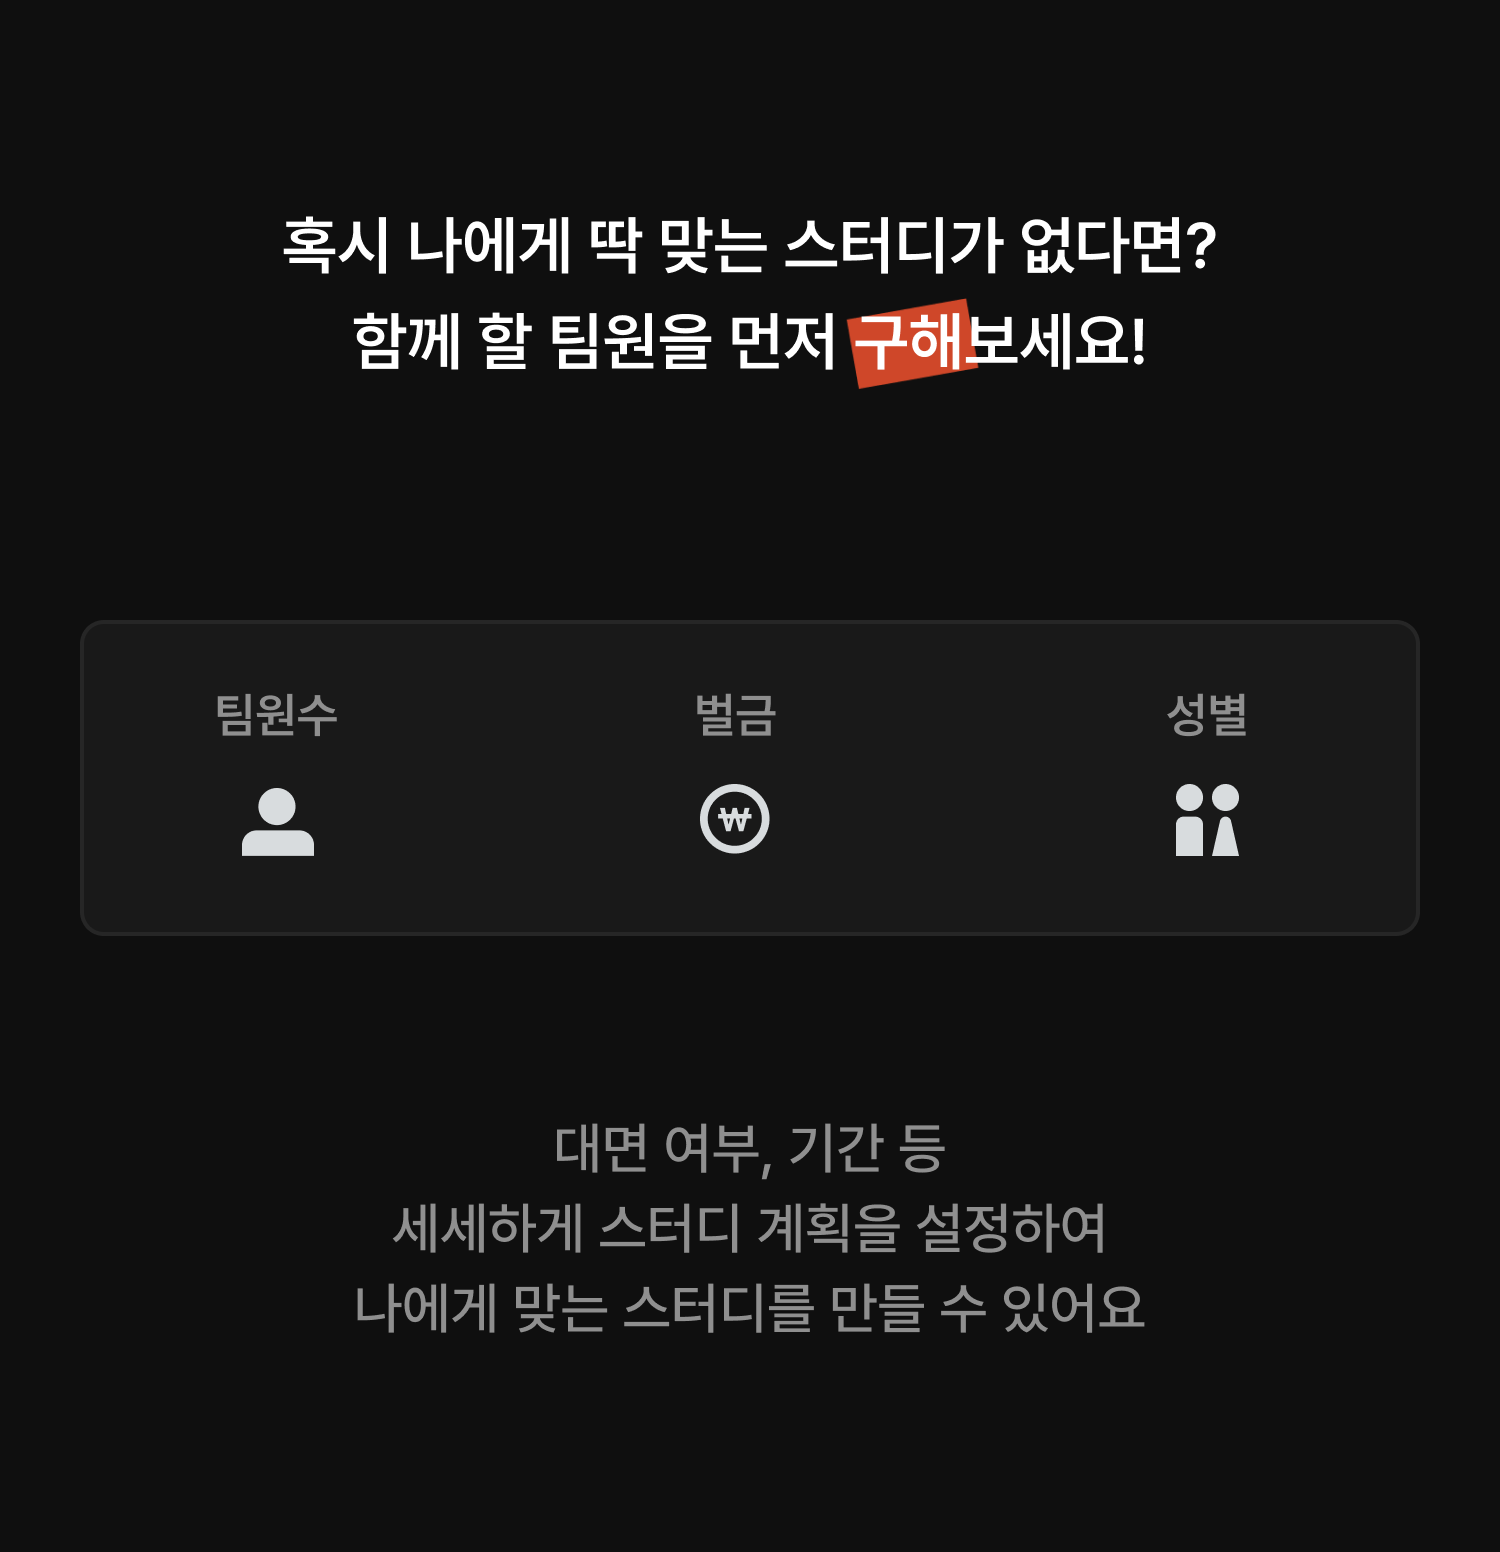 혹시 나에게 딱 맞는 스터디가 없다면?
함께 할 팀원을 먼저 구해보세요!
팀원수 벌금 성별
₩
대면 여부, 기간 등
세세하게 스터디 계획을 설정하여
나에게 맞는 스터디를 만들 수 있어요